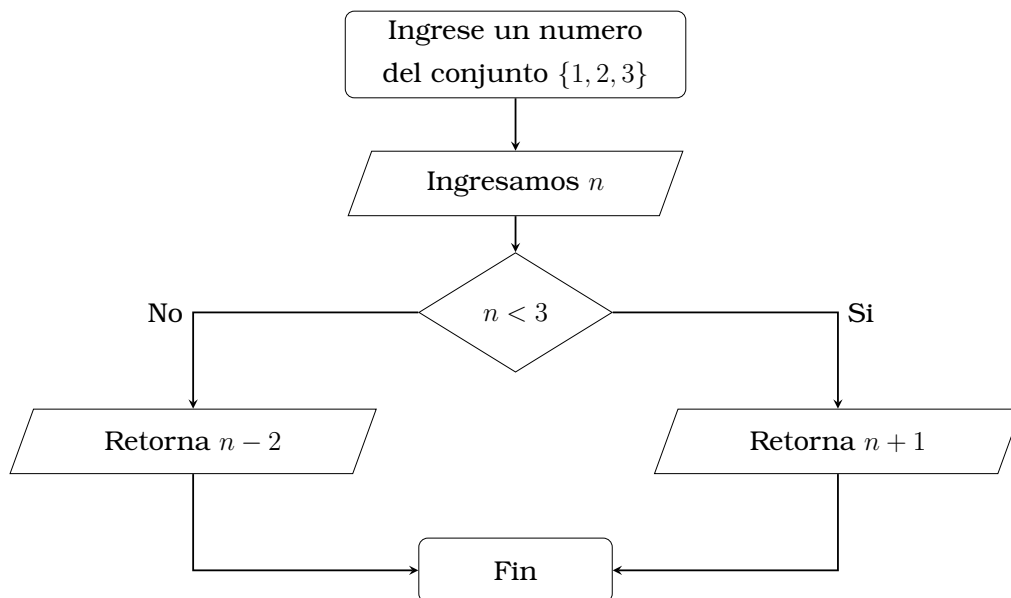 Ingrese un numero
del conjunto {1, 2, 3}
Ingresamos n
n < 3
No
Si
Retorna n − 2
Retorna n + 1
Fin